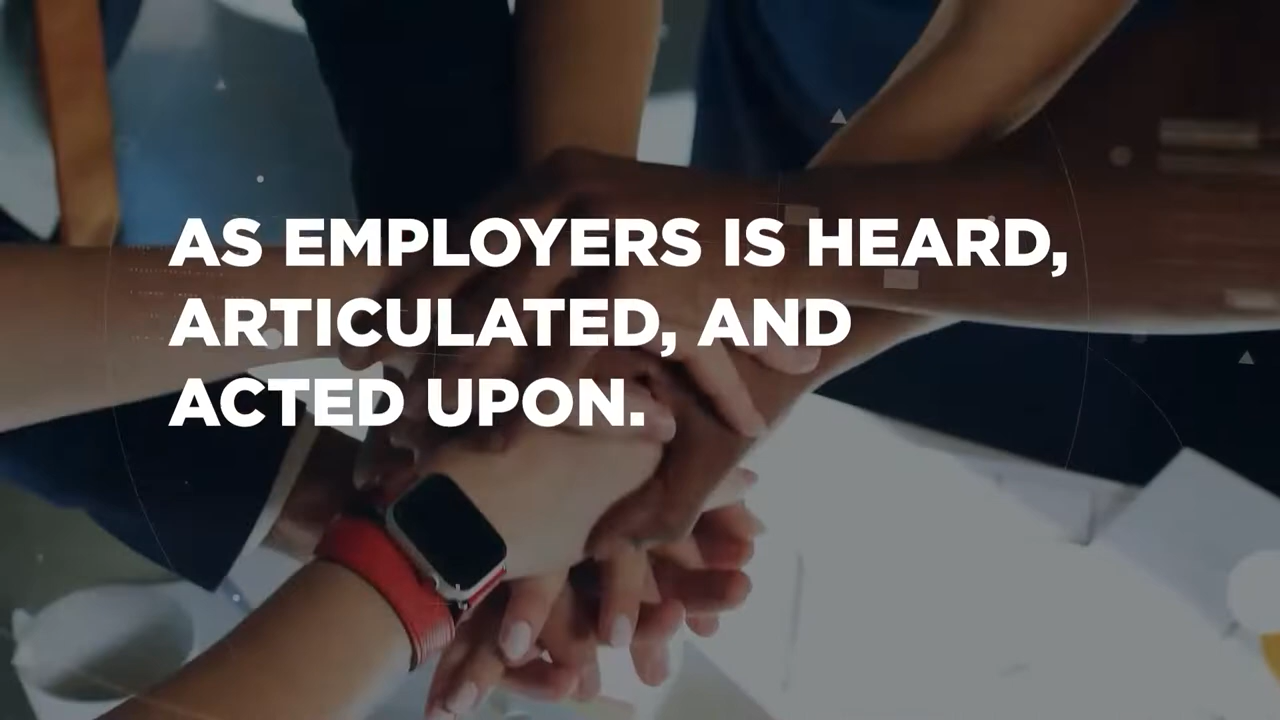 AS EMPLOYERS IS HEARD,
ARTICULATED, AND
ACTED UPON.